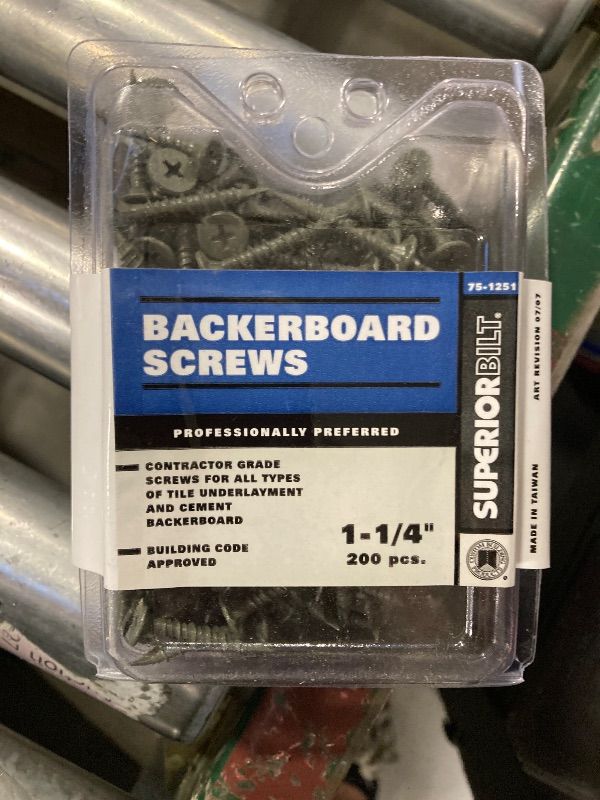 75-1251
BACKERBOARD
SCREWS
SUPERIORBILT®
PROFESSIONALLY PREFERRED
CONTRACTOR GRADE
SCREWS FOR ALL TYPES
OF TILE UNDERLAYMENT
AND CEMENT
BACKERBOARD
BUILDING CODE
APPROVED
1-1/4"
200 pcs.
ART REVISION 07/07
MADE IN TAIWAN